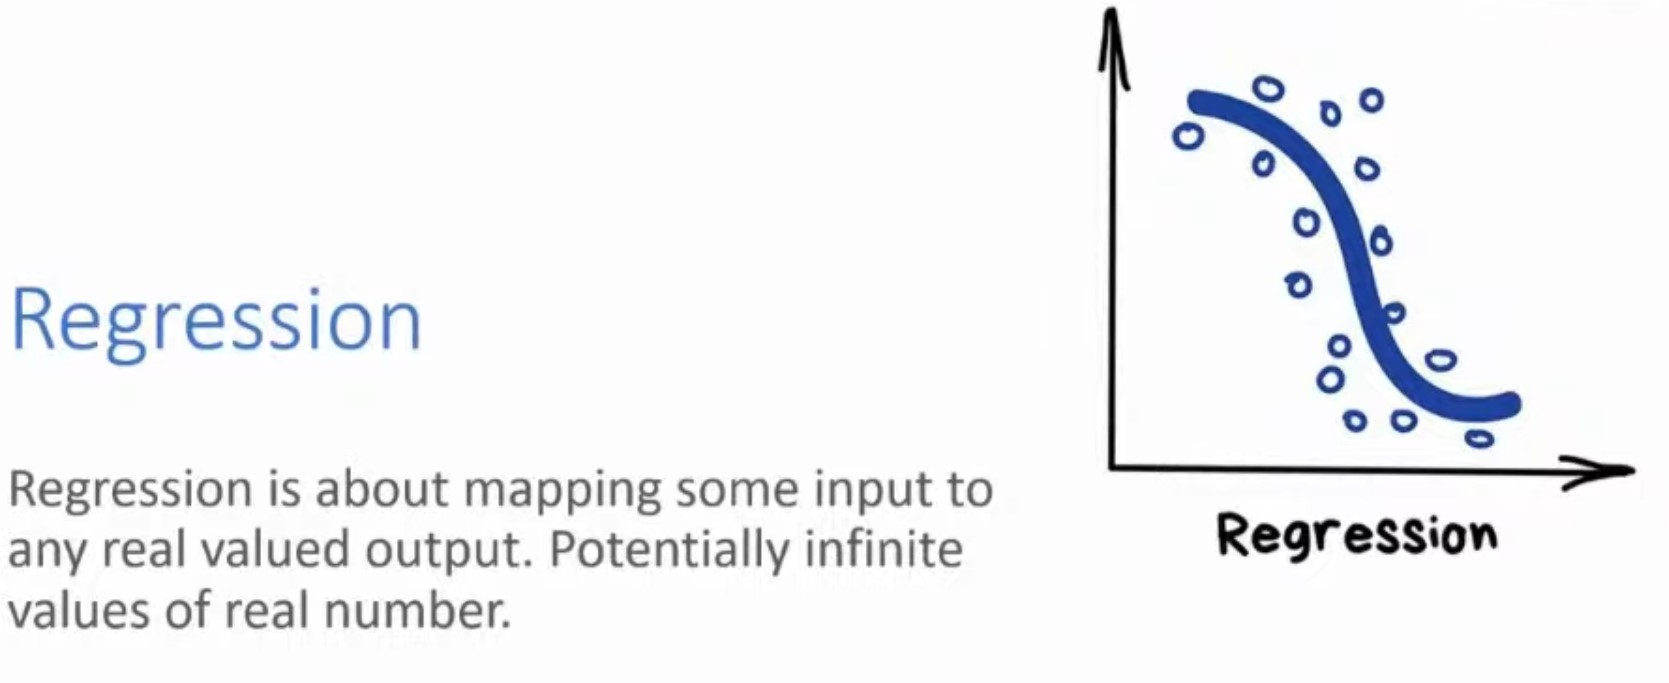 Regression
Regression is about mapping some input to
any real valued output. Potentially infinite
values of real number.
Regression